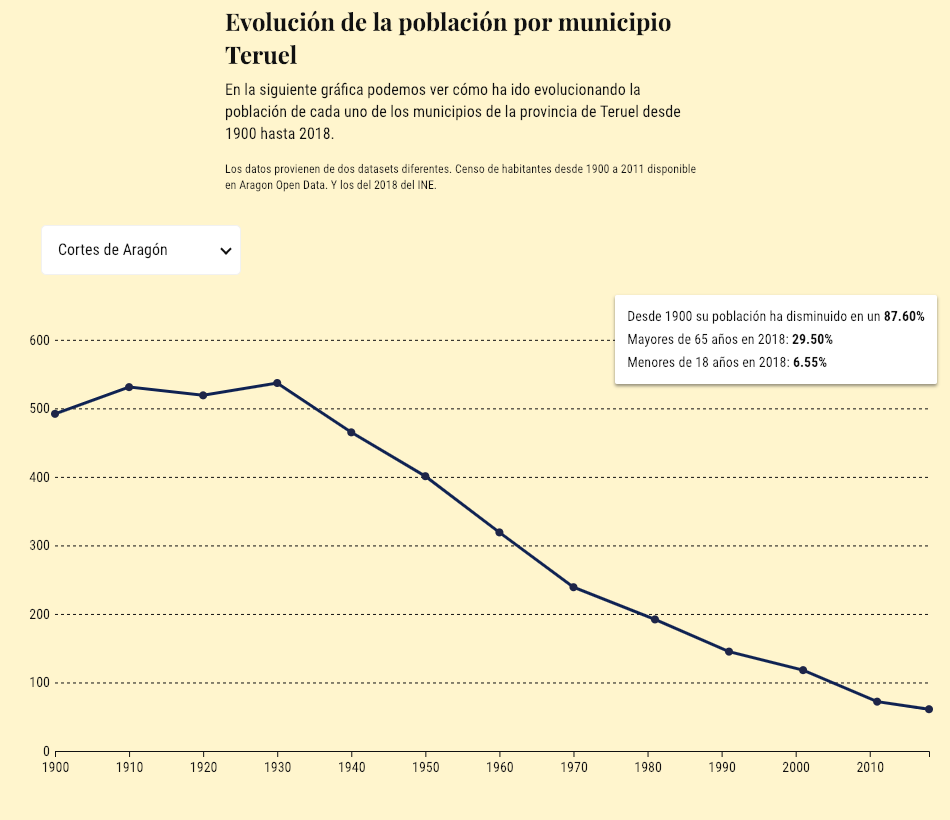 Evolución de la población por municipio
Teruel
En la siguiente gráfica podemos ver cómo ha ido evolucionando la
población de cada uno de los municipios de la provincia de Teruel desde
1900 hasta 2018.
Los datos provienen de dos datasets diferentes. Censo de habitantes desde 1900 a 2011 disponible
en Aragon Open Data. Y los del 2018 del INE.
Cortes de Aragón
Desde 1900 su población ha disminuido en un 87.60%
Mayores de 65 años en 2018: 29.50%
Menores de 18 años en 2018: 6.55%
600
500
400
300
200
100
0
1900 1910 1920 1930 1940 1950 1960 1970 1980 1990 2000 2010